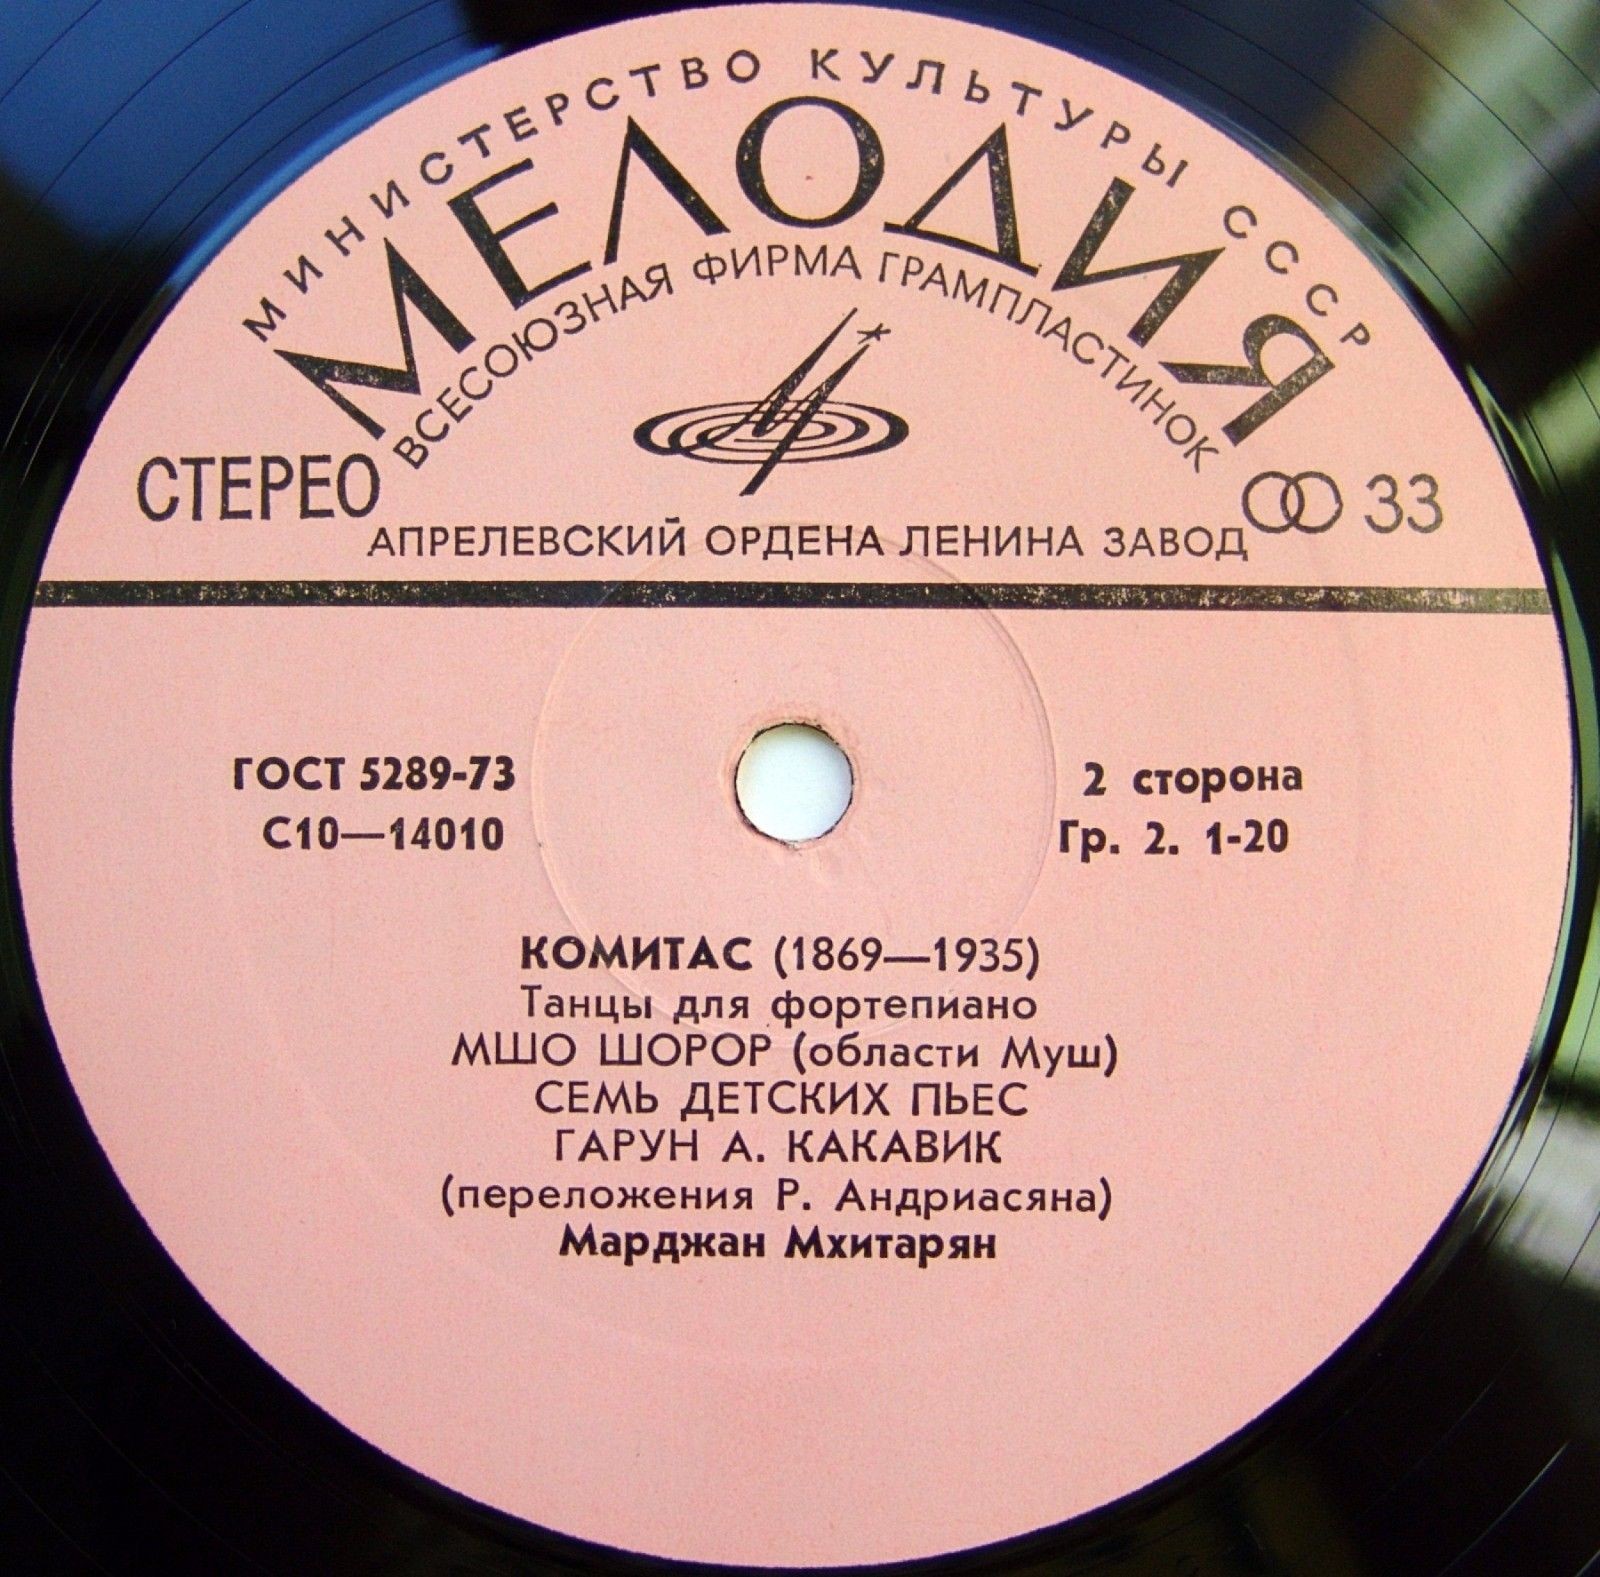 МИНИСТЕРСТВО КУЛЬТУРЫ СССР
МЕЛОДИЯ
ВСЕСОЮЗНАЯ ФИРМА ГРАМПЛАСТИНОК
СТЕРЕО
33
АПРЕЛЕВСКИЙ ОРДЕНА ЛЕНИНА ЗАВОД
ГОСТ 5289-73
С10—14010
2 сторона
Гр. 2. 1-20
КОМИТАС (1869—1935)
Танцы для фортепиано
МШО ШОРОР (области Муш)
СЕМЬ ДЕТСКИХ ПЬЕС
ГАРУН А. КАКАВИК
(переложения Р. Андриасяна)
Марджан Мхитарян